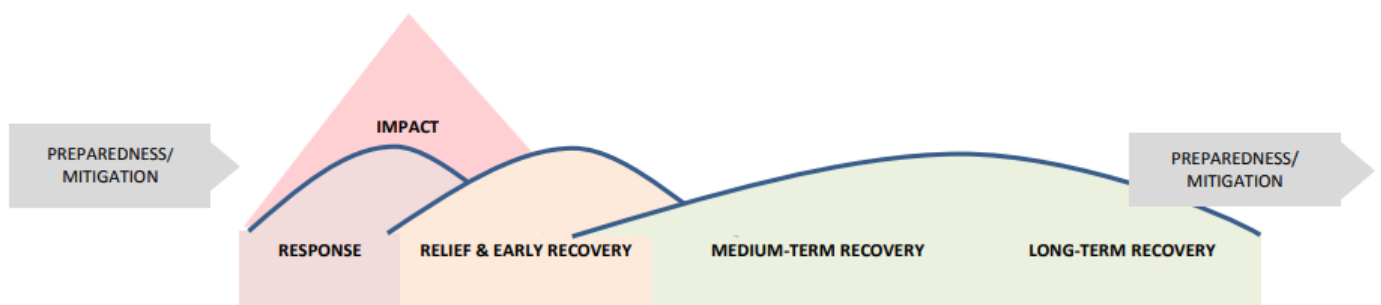 IMPACT
PREPAREDNESS/
MITIGATION
PREPAREDNESS/
MITIGATION
RESPONSE
RELIEF & EARLY RECOVERY
MEDIUM-TERM RECOVERY
LONG-TERM RECOVERY